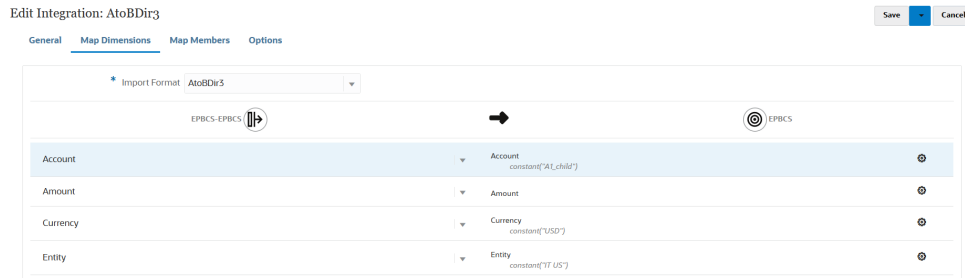 Edit Integration: AtoBDir3
Save Cancel
General Map Dimensions Map Members Options
* Import Format AtoBDir3
EPBCS-EPBCS EPBCS
Account Account
constant("A1_child")
Amount Amount
Currency Currency
constant("USD")
Entity Entity
constant("IT US")